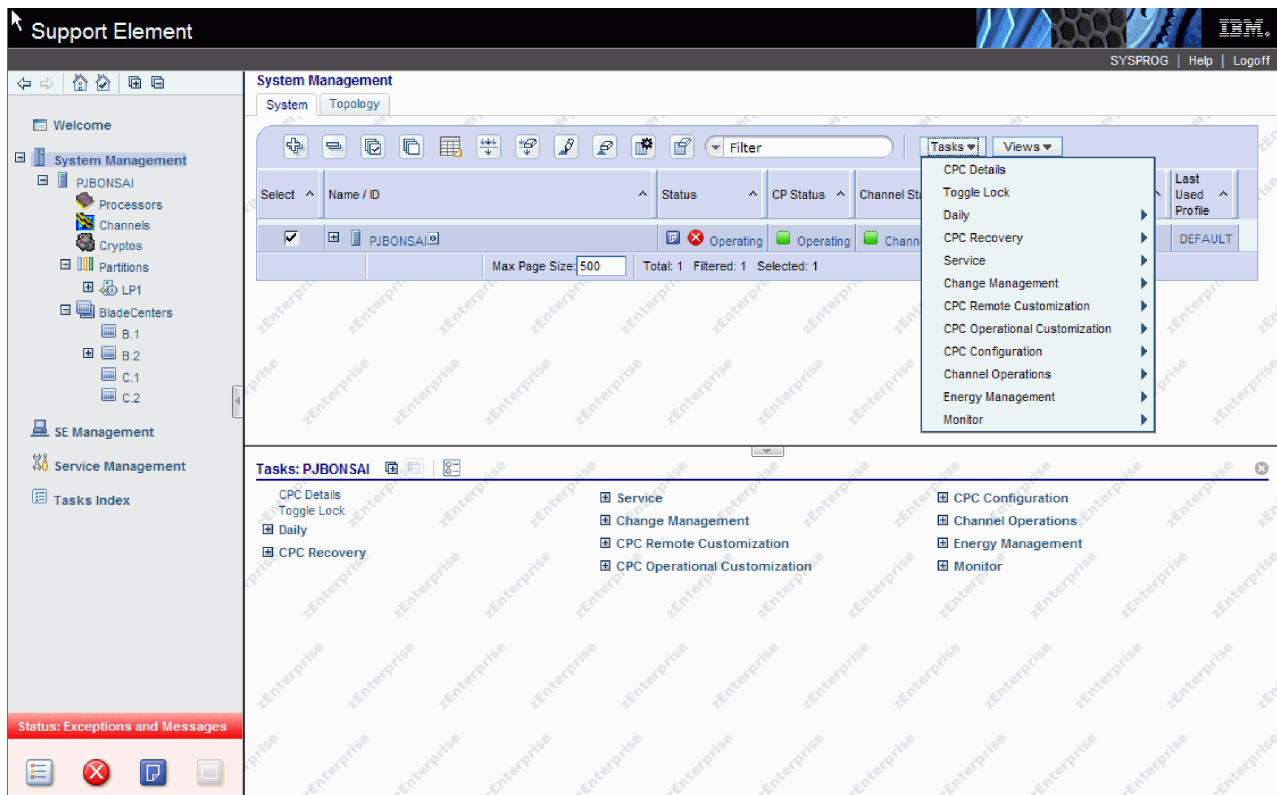 Support Element
IBM.
SYSPROG | Help | Logoff
Welcome
System Management
PJBONSAI
Processors
Channels
Cryptos
Partitions
LP1
BladeCenters
B.1
B.2
C.1
C.2
SE Management
Service Management
Tasks Index
Status: Exceptions and Messages
System Management
System Topology
Filter Tasks Views
Select Name / ID Status CP Status Channel Sta Last Used Profile
PJBONSAI Operating Operating Chann DEFAULT
Max Page Size: 500 Total: 1 Filtered: 1 Selected: 1
CPC Details
Toggle Lock
Daily
CPC Recovery
Service
Change Management
CPC Remote Customization
CPC Operational Customization
CPC Configuration
Channel Operations
Energy Management
Monitor
Tasks: PJBONSAI
CPC Details
Toggle Lock
Daily
CPC Recovery
Service
Change Management
CPC Remote Customization
CPC Operational Customization
CPC Configuration
Channel Operations
Energy Management
Monitor
zEnterprise